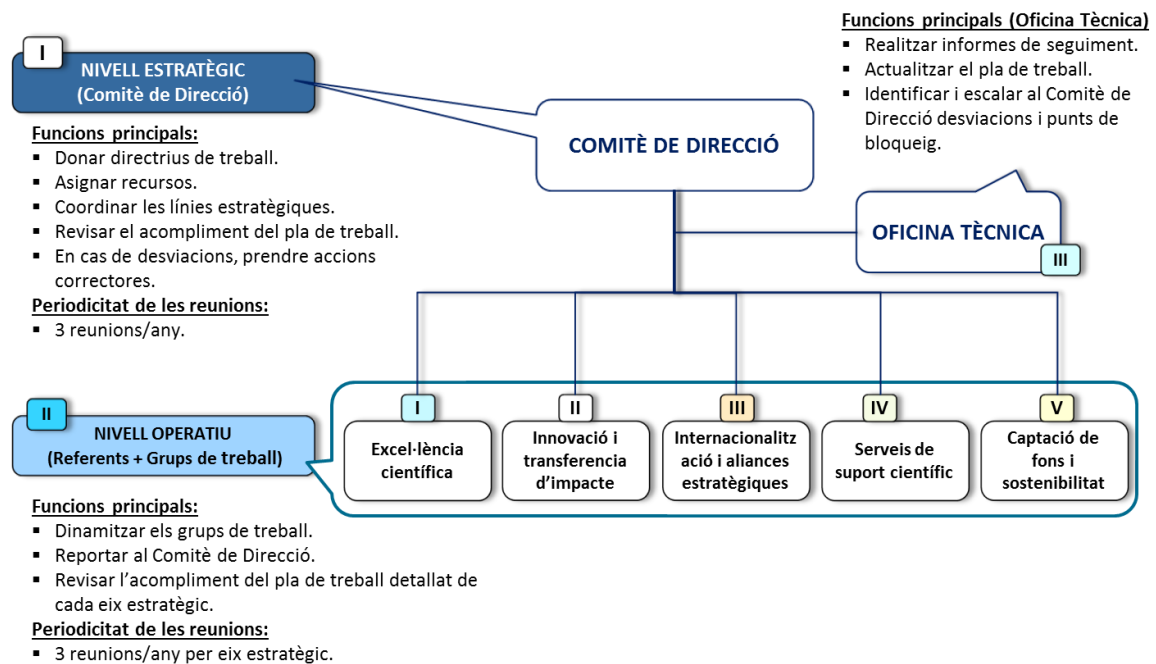 I
NIVELL ESTRATÈGIC
(Comitè de Direcció)
Funcions principals:
▪ Donar directrius de treball.
▪ Asignar recursos.
▪ Coordinar les línies estratègiques.
▪ Revisar el acompliment del pla de treball.
▪ En cas de desviacions, prendre accions
correctores.
Periodicitat de les reunions:
▪ 3 reunions/any.
COMITÈ DE DIRECCIÓ
Funcions principals (Oficina Tècnica)
▪ Realitzar informes de seguiment.
▪ Actualitzar el pla de treball.
▪ Identificar i escalar al Comitè de
Direcció desviacions i punts de
bloqueig.
OFICINA TÈCNICA
III
II
NIVELL OPERATIU
(Referents + Grups de treball)
I
Excel·lència
científica
II
Innovació i
transferencia
d’impacte
III
Internacionalitz
ació i aliances
estratègiques
IV
Serveis de
suport científic
V
Captació de
fons i
sostenibilitat
Funcions principals:
▪ Dinamitzar els grups de treball.
▪ Reportar al Comitè de Direcció.
▪ Revisar l’acompliment del pla de treball detallat de
cada eix estratègic.
Periodicitat de les reunions:
▪ 3 reunions/any per eix estratègic.